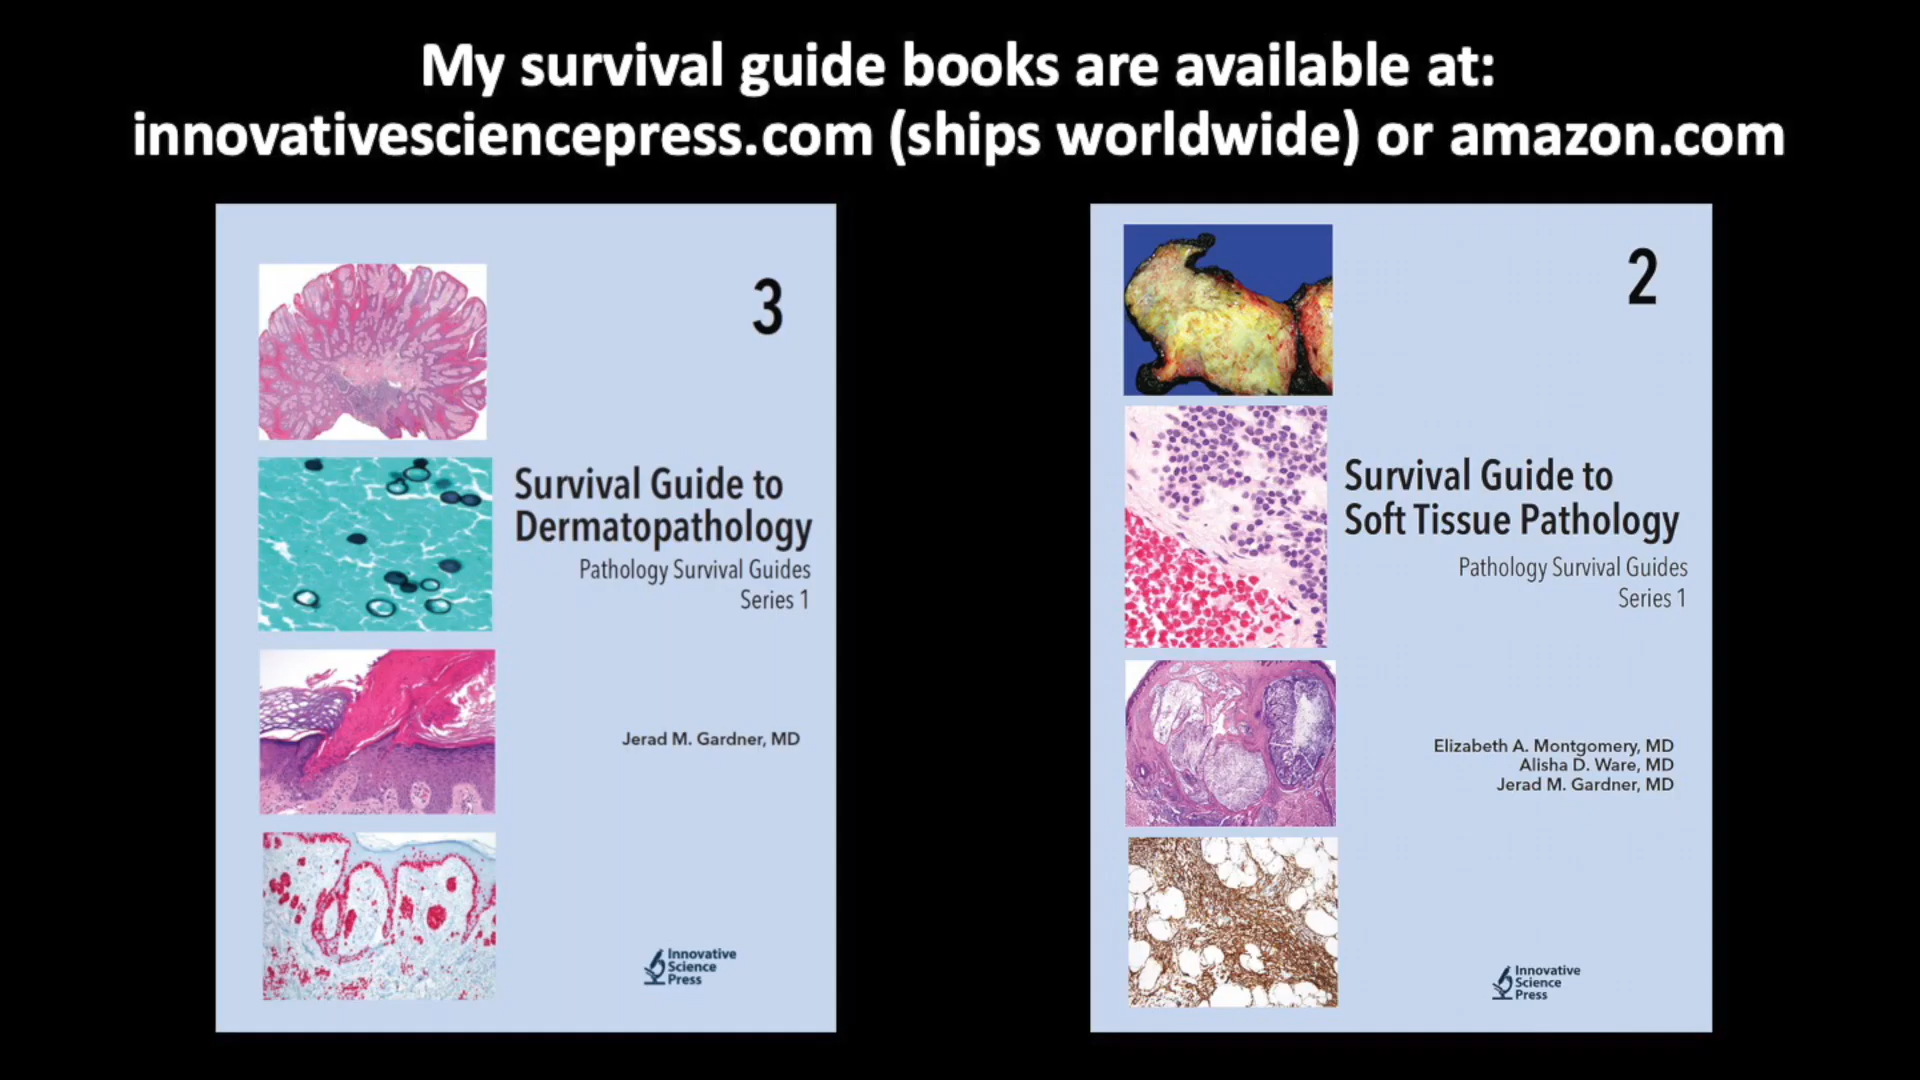 My survival guide books are available at:
innovativesciencepress.com (ships worldwide) or amazon.com
3
Survival Guide to
Dermatopathology
Pathology Survival Guides
Series 1
Jerad M. Gardner, MD
Innovative
Science
Press
2
Survival Guide to
Soft Tissue Pathology
Pathology Survival Guides
Series 1
Elizabeth A. Montgomery, MD
Alisha D. Ware, MD
Jerad M. Gardner, MD
Innovative
Science
Press